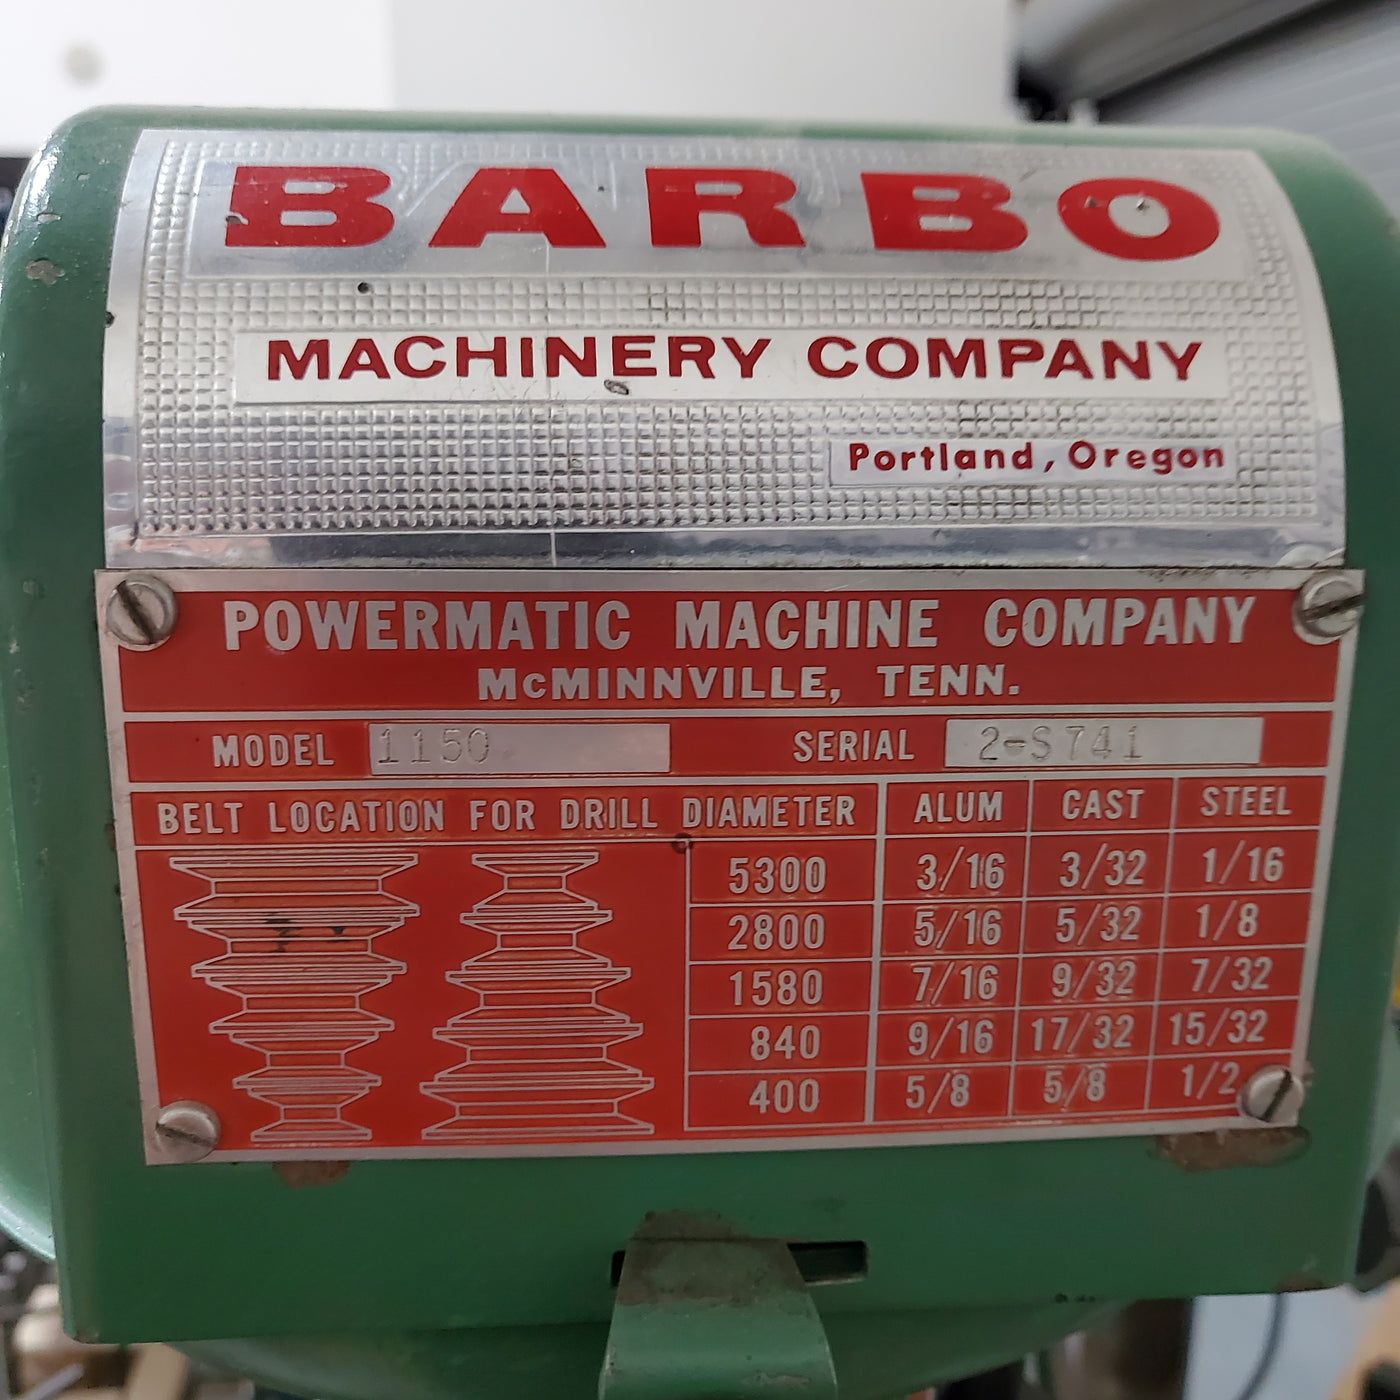 BARBO
MACHINERY COMPANY
Portland, Oregon
POWERMATIC MACHINE COMPANY
McMINNVILLE, TENN.
MODEL 1150 SERIAL 2-S741
BELT LOCATION FOR DRILL DIAMETER ALUM CAST STEEL
5300 3/16 3/32 1/16
2800 5/16 5/32 1/8
1580 7/16 9/32 7/32
840 9/16 17/32 15/32
400 5/8 5/8 1/2